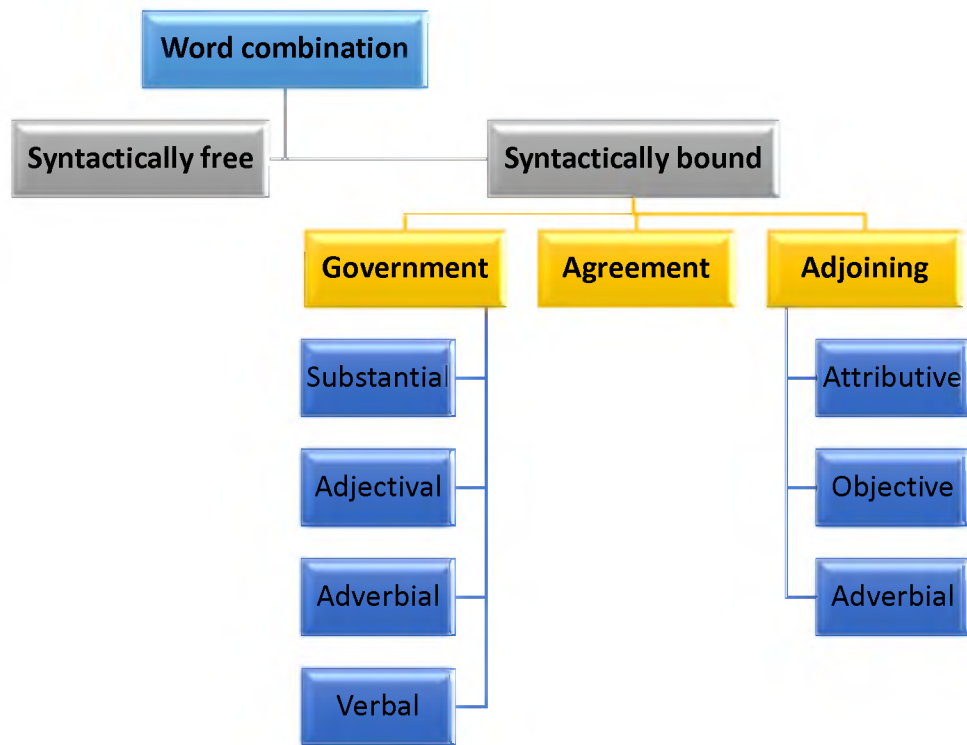 Word combination
Syntactically free
Syntactically bound
Government
Agreement
Adjoining
Substantial
Attributive
Adjectival
Objective
Adverbial
Adverbial
Verbal